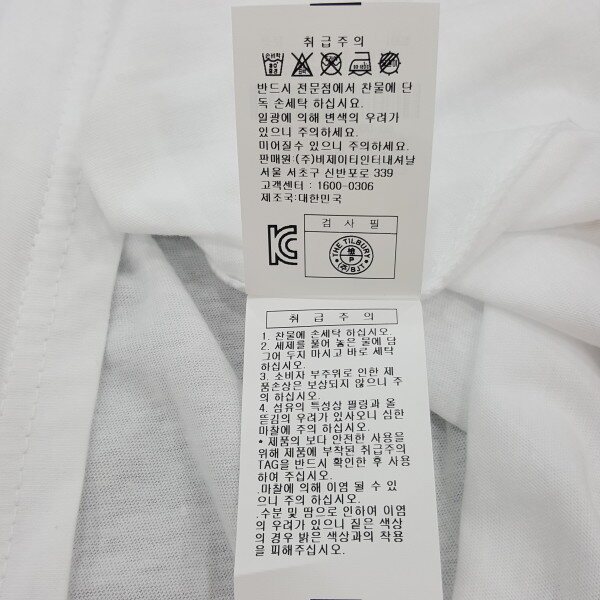 취급주의
반드시 전문점에서 찬물에 단
독 손세탁 하십시요.
일광에 의해 변색의 우려가
있으니 주의하세요.
미어질수 있으니 주의하세요.
판매원:(주)비제이티인터내셔날
서울 서초구 신반포로 339
고객센터 : 1600-0306
제조국:대한민국
검 사 필
THE TILBURY
P
(주)BJT
취 급 주 의
1. 찬물에 손세탁 하십시오.
2. 세제를 풀어 놓은 물에 담
그어 두지 마시고 바로 세탁
하십시오.
3. 소비자 부주위로 인한 제
품손상은 보상되지 않으니 주
의 하십시오.
4. 섬유의 특성상 필링과 올
뜯김의 우려가 있사오니 심한
마찰에 주의 하십시오.
* 제품의 보다 안전한 사용을
위해 제품에 부착된 취급주의
TAG을 반드시 확인한 후 사용
하여 주십시오.
.마찰에 의해 이염 될 수 있
으니 주의 하십시오.
.수분 및 땀으로 인하여 이염
의 우려가 있으니 짙은 색상
의 경우 밝은 색상과의 착용
을 피해주십시오.